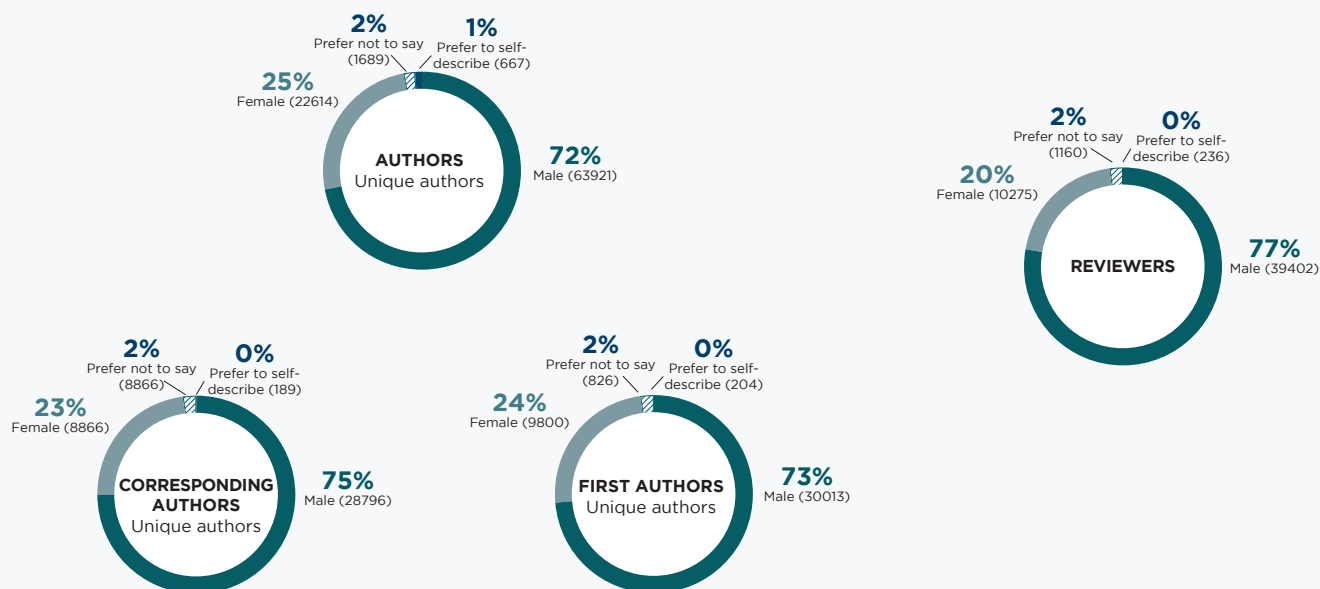 2%
Prefer not to say
(1689)
1%
Prefer to self-
describe (667)
25%
Female (22614)
AUTHORS
Unique authors
72%
Male (63921)
2%
Prefer not to say
(1160)
0%
Prefer to self-
describe (236)
20%
Female (10275)
REVIEWERS
77%
Male (39402)
2%
Prefer not to say
(8866)
0%
Prefer to self-
describe (189)
23%
Female (8866)
CORRESPONDING
AUTHORS
Unique authors
75%
Male (28796)
2%
Prefer not to say
(826)
0%
Prefer to self-
describe (204)
24%
Female (9800)
FIRST AUTHORS
Unique authors
73%
Male (30013)